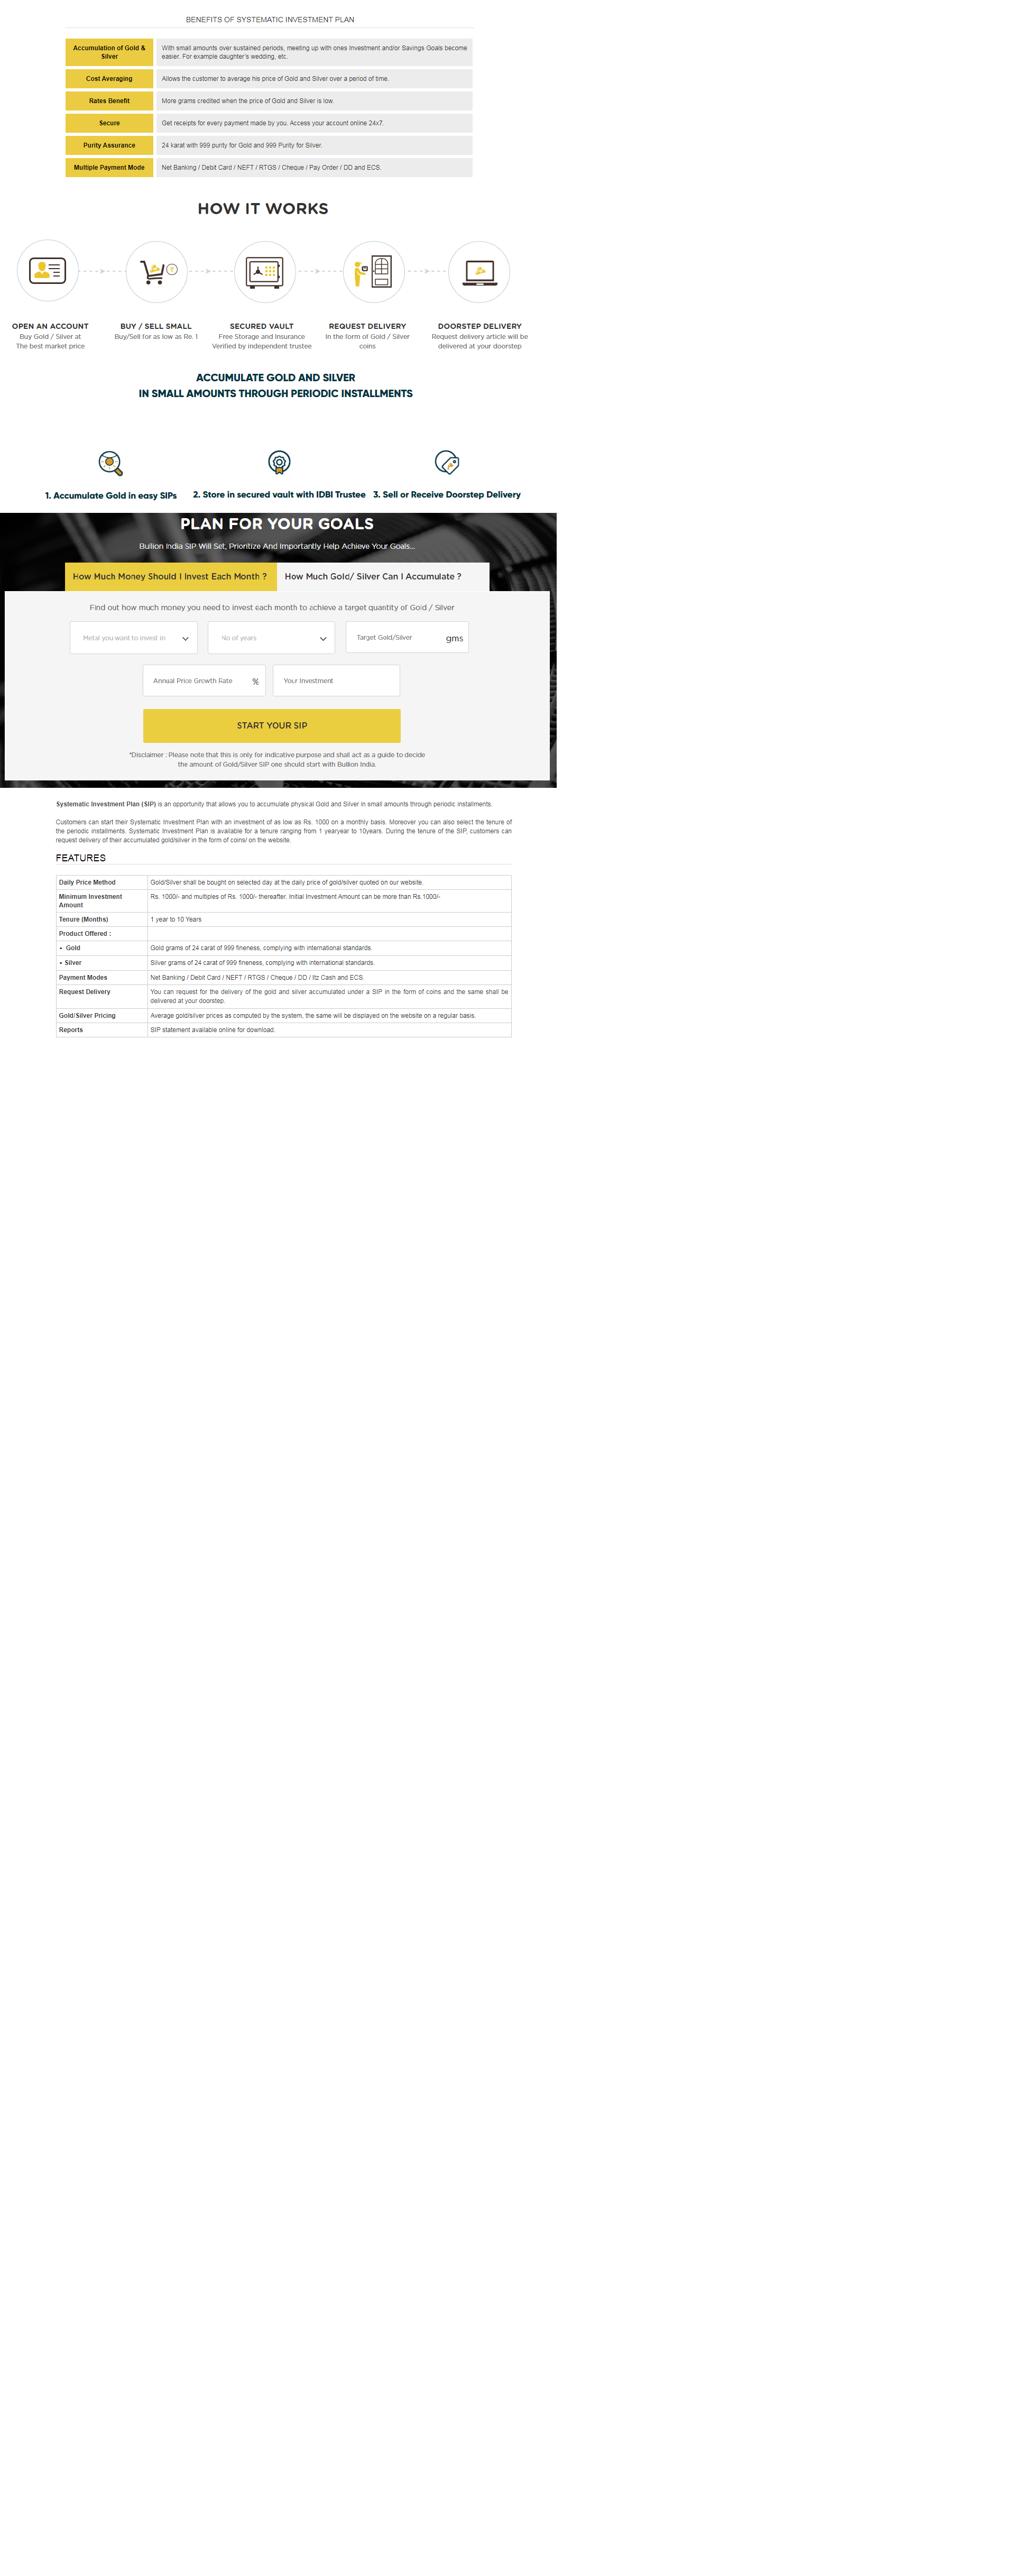 BENEFITS OF SYSTEMATIC INVESTMENT PLAN
Accumulation of Gold &
Silver
With small amounts over sustained periods, meeting up with ones Investment and/or Savings Goals become
easier. For example daughter's wedding, etc.
Cost Averaging
Allows the customer to average his price of Gold and Silver over a period of time.
Rates Benefit
More grams credited when the price of Gold and Silver is low.
Secure
Get receipts for every payment made by you. Access your account online 24x7.
Purity Assurance
24 karat with 999 purity for Gold and 999 Purity for Silver.
Multiple Payment Mode
Net Banking / Debit Card / NEFT / RTGS / Cheque / Pay Order / DD and ECS.
HOW IT WORKS
OPEN AN ACCOUNT
Buy Gold / Silver at
The best market price
BUY / SELL SMALL
Buy/Sell for as low as Re. 1
SECURED VAULT
Free Storage and Insurance
Verified by independent trustee
REQUEST DELIVERY
In the form of Gold / Silver
coins
DOORSTEP DELIVERY
Request delivery article will be
delivered at your doorstep
ACCUMULATE GOLD AND SILVER
IN SMALL AMOUNTS THROUGH PERIODIC INSTALLMENTS
1. Accumulate Gold in easy SIPs
2. Store in secured vault with IDBI Trustee
3. Sell or Receive Doorstep Delivery
PLAN FOR YOUR GOALS
Bullion India SIP Will Set, Prioritize And Importantly Help Achieve Your Goals...
How Much Money Should I Invest Each Month ?
How Much Gold/ Silver Can I Accumulate ?
Find out how much money you need to invest each month to achieve a target quantity of Gold / Silver
Metal you want to invest in
No of years
Target Gold/Silver gms
Annual Price Growth Rate %
Your Investment
START YOUR SIP
*Disclaimer : Please note that this is only for indicative purpose and shall act as a guide to decide
the amount of Gold/Silver SIP one should start with Bullion India.
Systematic Investment Plan (SIP) is an opportunity that allows you to accumulate physical Gold and Silver in small amounts through periodic installments.
Customers can start their Systematic Investment Plan with an investment of as low as Rs. 1000 on a monthly basis. Moreover you can also select the tenure of
the periodic installments. Systematic Investment Plan is available for a tenure ranging from 1 yearyear to 10years. During the tenure of the SIP, customers can
request delivery of their accumulated gold/silver in the form of coins/ on the website.
FEATURES
Daily Price Method
Gold/Silver shall be bought on selected day at the daily price of gold/silver quoted on our website.
Minimum Investment
Amount
Rs. 1000/- and multiples of Rs. 1000/- thereafter. Initial Investment Amount can be more than Rs.1000/-
Tenure (Months)
1 year to 10 Years
Product Offered :
• Gold
Gold grams of 24 carat of 999 fineness, complying with international standards.
• Silver
Silver grams of 24 carat of 999 fineness, complying with international standards.
Payment Modes
Net Banking / Debit Card / NEFT / RTGS / Cheque / DD / Itz Cash and ECS.
Request Delivery
You can request for the delivery of the gold and silver accumulated under a SIP in the form of coins and the same shall be
delivered at your doorstep.
Gold/Silver Pricing
Average gold/silver prices as computed by the system, the same will be displayed on the website on a regular basis.
Reports
SIP statement available online for download.